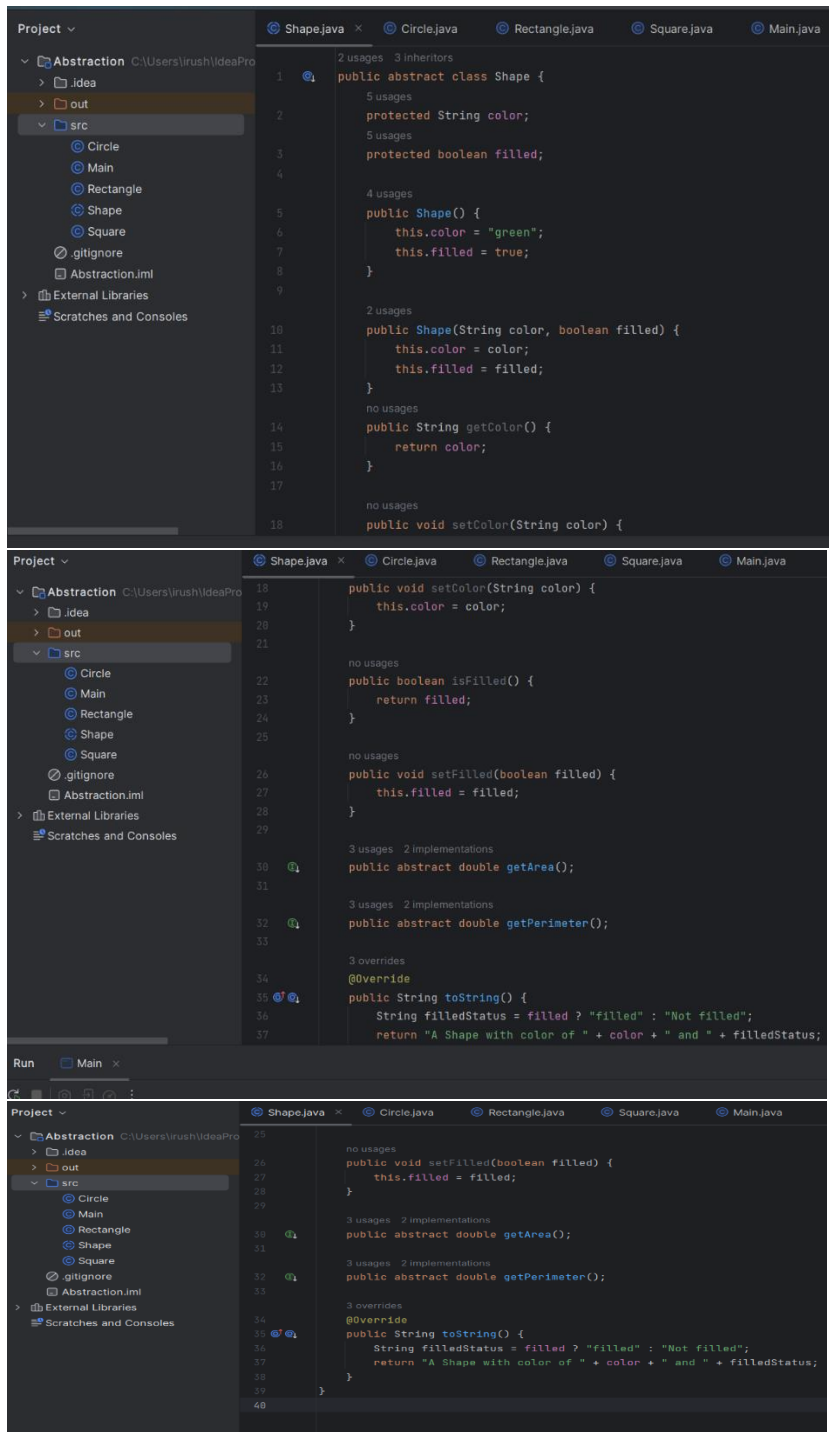 Project
Shape.java × Circle.java Rectangle.java Square.java Main.java
Abstraction C:\Users\irush\IdeaPro
.idea
out
src
Circle
Main
Rectangle
Shape
Square
.gitignore
Abstraction.iml
External Libraries
Scratches and Consoles
2 usages 3 inheritors
1 public abstract class Shape {
5 usages
2 protected String color;
5 usages
3 protected boolean filled;
4
4 usages
5 public Shape() {
6 this.color = "green";
7 this.filled = true;
8 }
9
2 usages
10 public Shape(String color, boolean filled) {
11 this.color = color;
12 this.filled = filled;
13 }
no usages
14 public String getColor() {
15 return color;
16 }
17
no usages
18 public void setColor(String color) {
Project
Shape.java × Circle.java Rectangle.java Square.java Main.java
Abstraction C:\Users\irush\IdeaPro
.idea
out
src
Circle
Main
Rectangle
Shape
Square
.gitignore
Abstraction.iml
External Libraries
Scratches and Consoles
18 public void setColor(String color) {
19 this.color = color;
20 }
21
no usages
22 public boolean isFilled() {
23 return filled;
24 }
25
no usages
26 public void setFilled(boolean filled) {
27 this.filled = filled;
28 }
29
3 usages 2 implementations
30 public abstract double getArea();
31
3 usages 2 implementations
32 public abstract double getPerimeter();
33
3 overrides
34 @Override
35 public String toString() {
36 String filledStatus = filled ? "filled" : "Not filled";
37 return "A Shape with color of " + color + " and " + filledStatus;
Run Main ×
Project
Shape.java × Circle.java Rectangle.java Square.java Main.java
Abstraction C:\Users\irush\IdeaPro
.idea
out
src
Circle
Main
Rectangle
Shape
Square
.gitignore
Abstraction.iml
External Libraries
Scratches and Consoles
25
no usages
26 public void setFilled(boolean filled) {
27 this.filled = filled;
28 }
29
3 usages 2 implementations
30 public abstract double getArea();
31
3 usages 2 implementations
32 public abstract double getPerimeter();
33
3 overrides
34 @Override
35 public String toString() {
36 String filledStatus = filled ? "filled" : "Not filled";
37 return "A Shape with color of " + color + " and " + filledStatus;
38 }
39 }
40